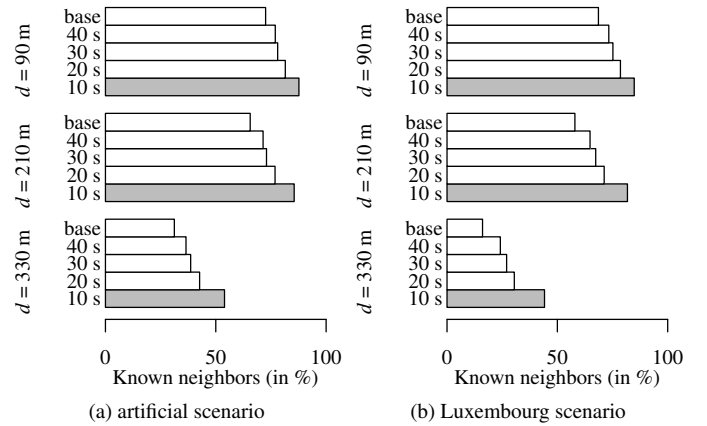 d = 90 m
base
40 s
30 s
20 s
10 s
d = 210 m
base
40 s
30 s
20 s
10 s
d = 330 m
base
40 s
30 s
20 s
10 s
0 50 100
Known neighbors (in %)
(a) artificial scenario
d = 90 m
base
40 s
30 s
20 s
10 s
d = 210 m
base
40 s
30 s
20 s
10 s
d = 330 m
base
40 s
30 s
20 s
10 s
0 50 100
Known neighbors (in %)
(b) Luxembourg scenario